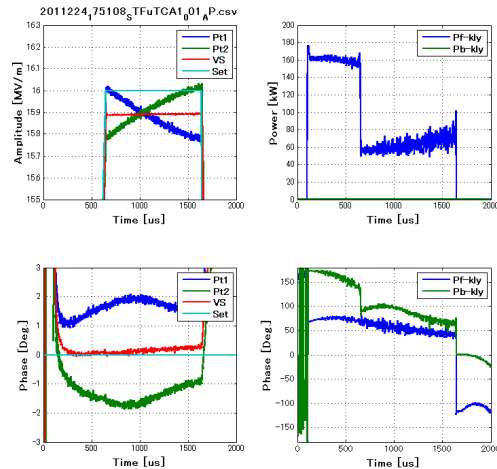 2011224_175108_STFuTCA1_001_AP.csv
163
162
161
160
159
158
157
156
155
Amplitude [MV/m]
Pt1
Pt2
VS
Set
0 500 1000 1500 2000
Time [us]
200
180
160
140
120
100
80
60
40
20
0
Power [kW]
Pf-kly
Pb-kly
0 500 1000 1500 2000
Time [us]
3
2
1
0
-1
-2
-3
Phase [Deg.]
Pt1
Pt2
VS
Set
0 500 1000 1500 2000
Time [us]
150
100
50
0
-50
-100
-150
Phase [Deg.]
Pf-kly
Pb-kly
0 500 1000 1500 2000
Time [us]